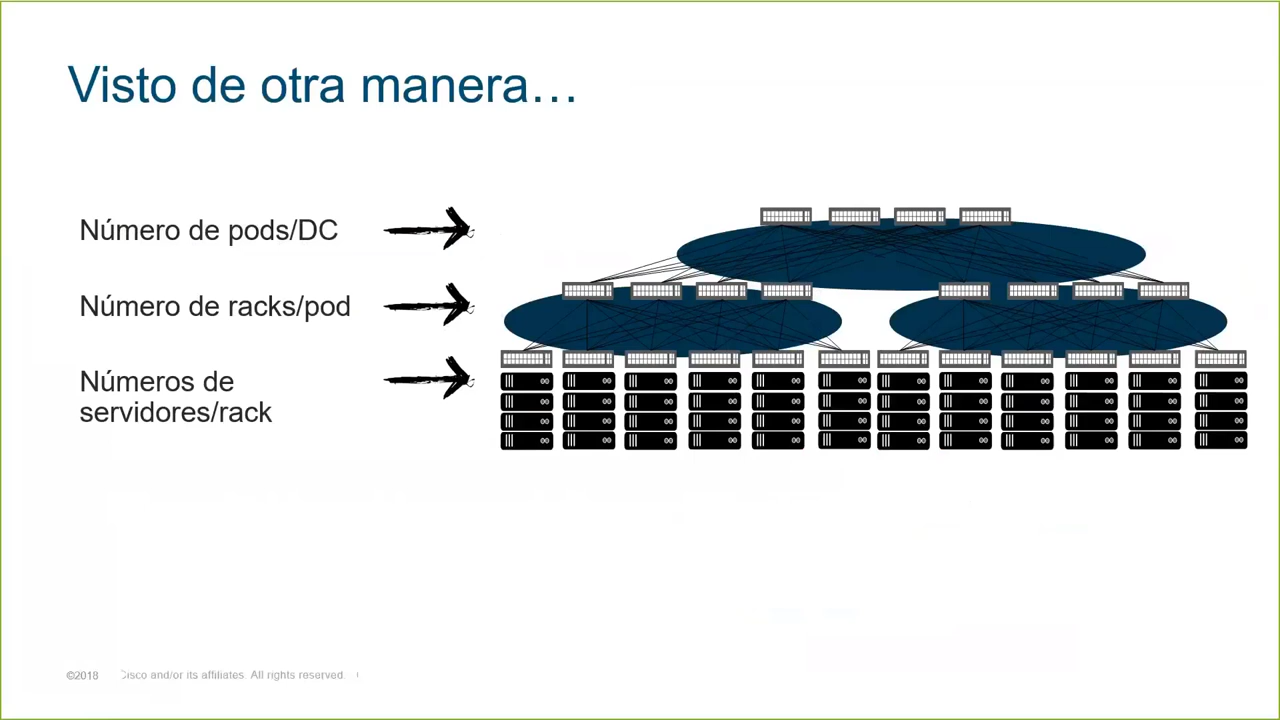 Visto de otra manera…
Número de pods/DC
Número de racks/pod
Números de
servidores/rack
©2018 Cisco and/or its affiliates. All rights reserved.